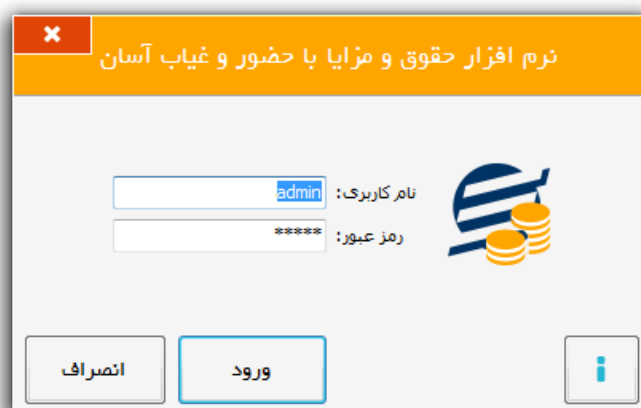 نرم افزار حقوق و مزایا با حضور و غیاب آسان
نام کاربری: admin
رمز عبور: *****
ورود
انصراف